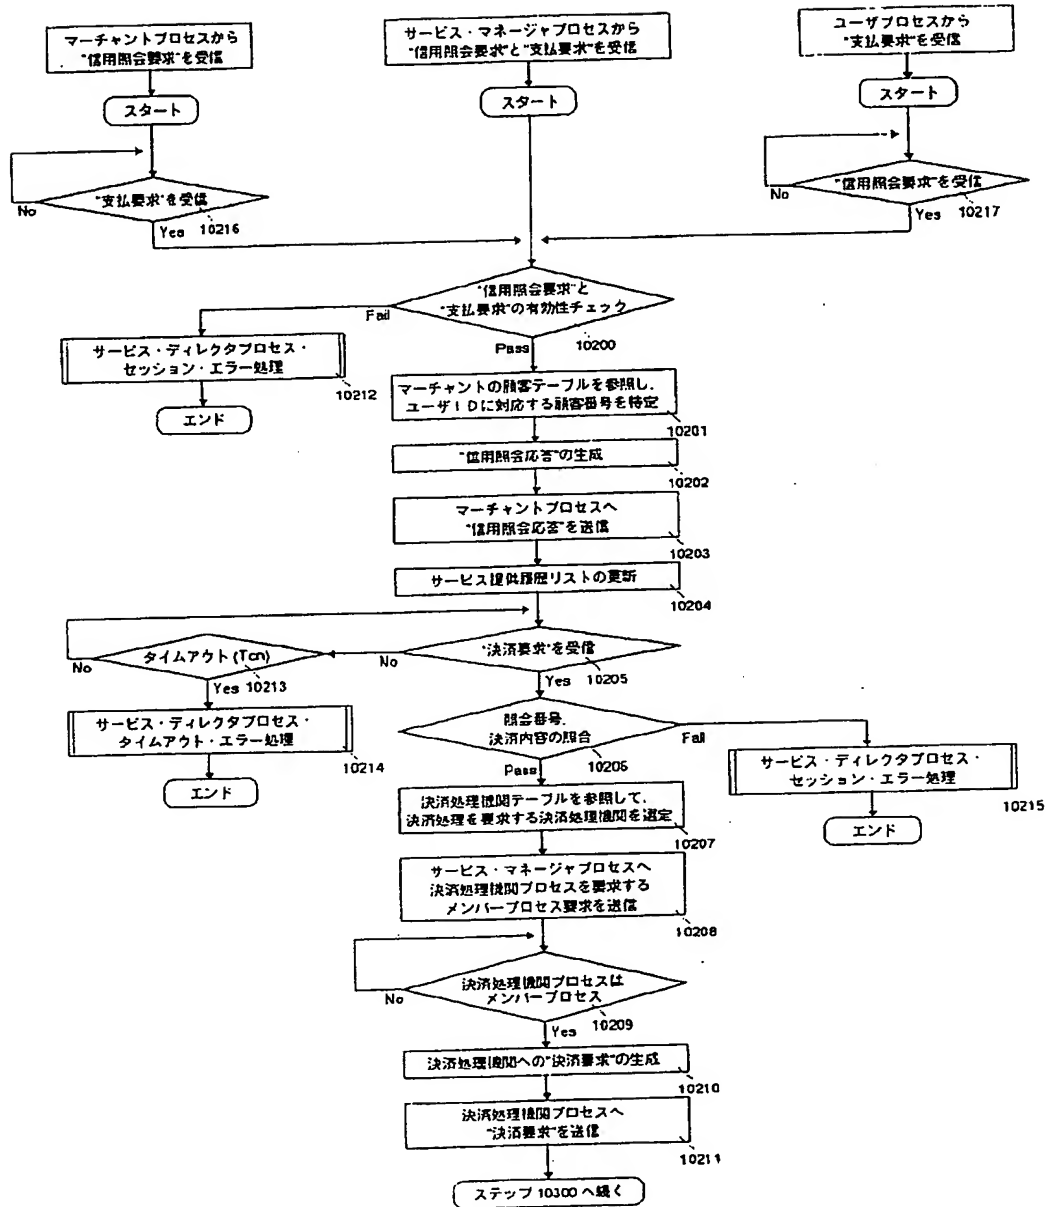 マーチャントプロセスから
"信用照会要求"を受信
サービス・マネージャプロセスから
"信用照会要求"と"支払要求"を受信
ユーザプロセスから
"支払要求"を受信
スタート
スタート
スタート
"支払要求"を受信
No
Yes
10216
"信用照会要求"を受信
No
Yes
10217
"信用照会要求"と
"支払要求"の有効性チェック
Fail
Pass
10200
サービス・ディレクタプロセス・
セッション・エラー処理
10212
エンド
マーチャントの顧客テーブルを参照し、
ユーザIDに対応する顧客番号を特定
10201
"信用照会応答"の生成
10202
マーチャントプロセスへ
"信用照会応答"を送信
10203
サービス提供履歴リストの更新
10204
"決済要求"を受信
No
Yes
10205
タイムアウト(Tcn)
No
Yes
10213
サービス・ディレクタプロセス・
タイムアウト・エラー処理
10214
エンド
照会番号、
決済内容の照合
Fail
Pass
10206
サービス・ディレクタプロセス・
セッション・エラー処理
10215
エンド
決済処理機関テーブルを参照して、
決済処理を要求する決済処理機関を選定
10207
サービス・マネージャプロセスへ
決済処理機関プロセスを要求する
メンバープロセス要求を送信
10208
決済処理機関プロセスは
メンバープロセス
No
Yes
10209
決済処理機関への"決済要求"の生成
10210
決済処理機関プロセスへ
"決済要求"を送信
10211
ステップ 10300 へ続く